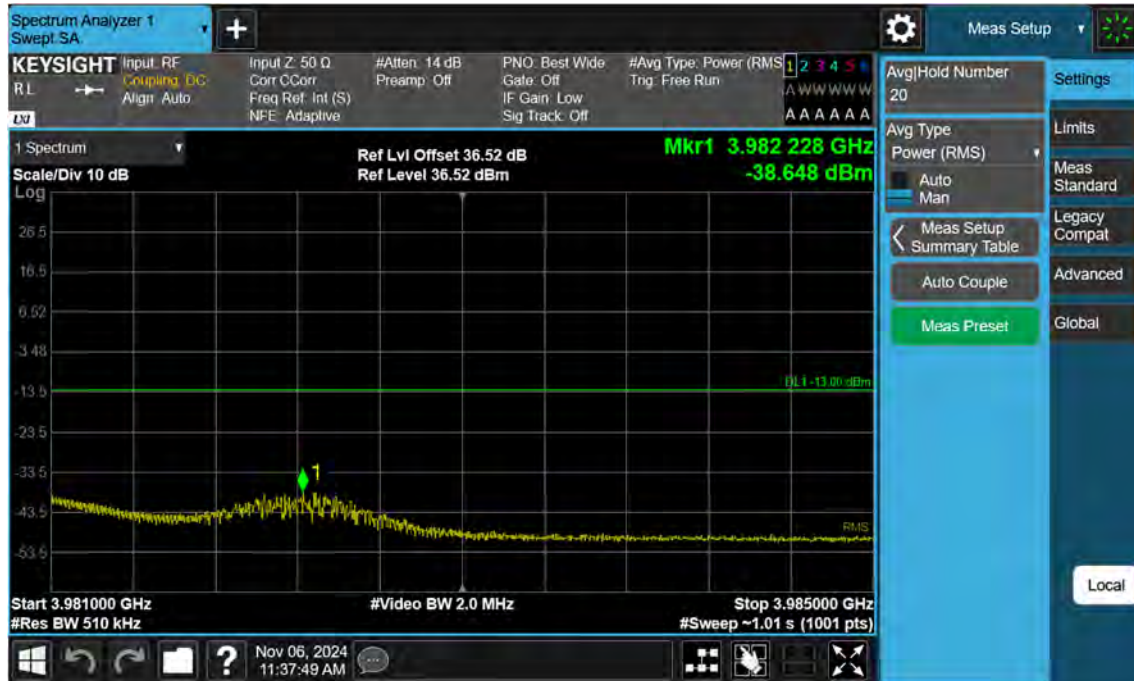 Spectrum Analyzer 1
Swept SA
+
Meas Setup
KEYSIGHT
RL
LXI
Input: RF
Coupling: DC
Align: Auto
Input Z: 50 Ω
Corr CCorr
Freq Ref: Int (S)
NFE: Adaptive
#Atten: 14 dB
Preamp: Off
PNO: Best Wide
Gate: Off
IF Gain: Low
Sig Track: Off
#Avg Type: Power (RMS)
Trig: Free Run
1 2 3 4 5 6
A W W W W W
A A A A A A
1 Spectrum
Scale/Div 10 dB
Log
Ref Lvl Offset 36.52 dB
Ref Level 36.52 dBm
Mkr1 3.982 228 GHz
-38.648 dBm
26.5
16.5
6.52
-3.48
-13.5
-23.5
-33.5
-43.5
-53.5
DL1 -13.00 dBm
1
RMS
Start 3.981000 GHz
#Res BW 510 kHz
#Video BW 2.0 MHz
Stop 3.985000 GHz
#Sweep ~1.01 s (1001 pts)
?
Nov 06, 2024
11:37:49 AM
Avg|Hold Number
20
Avg Type
Power (RMS)
Auto
Man
Meas Setup
Summary Table
Auto Couple
Meas Preset
Settings
Limits
Meas
Standard
Legacy
Compat
Advanced
Global
Local